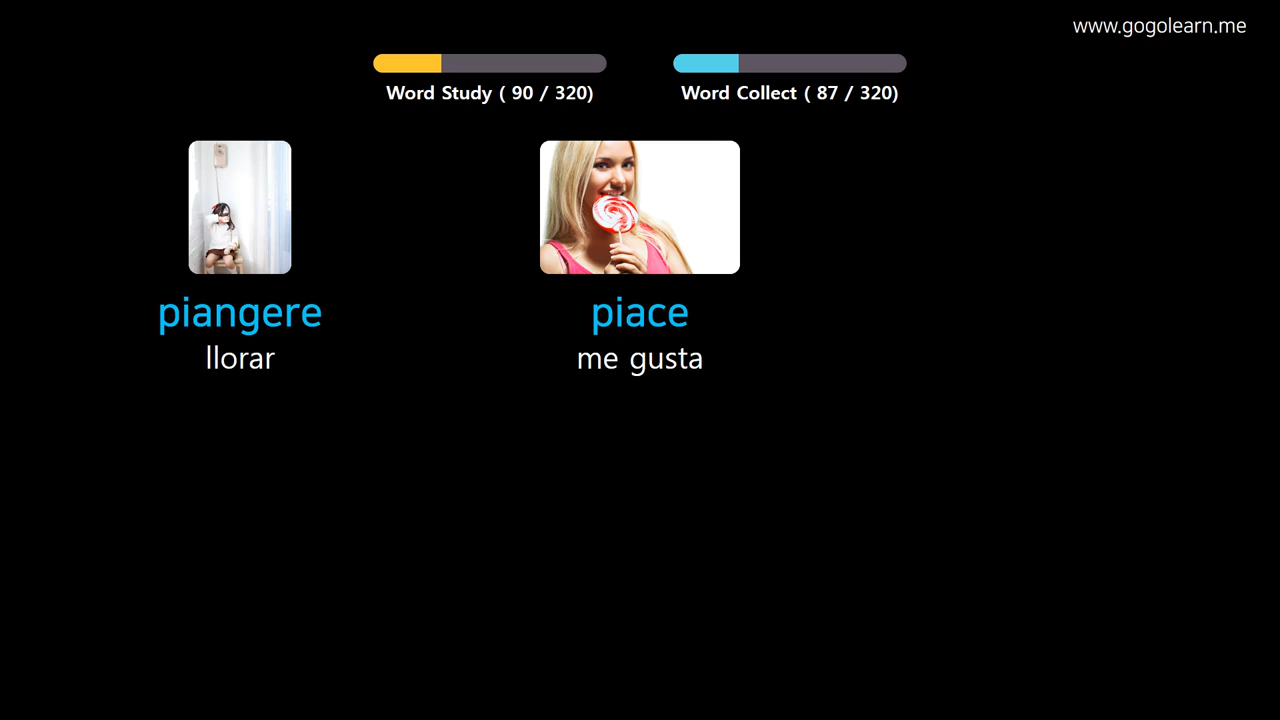 www.gogolearn.me
Word Study ( 90 / 320)
Word Collect ( 87 / 320)
piangere
llorar
piace
me gusta